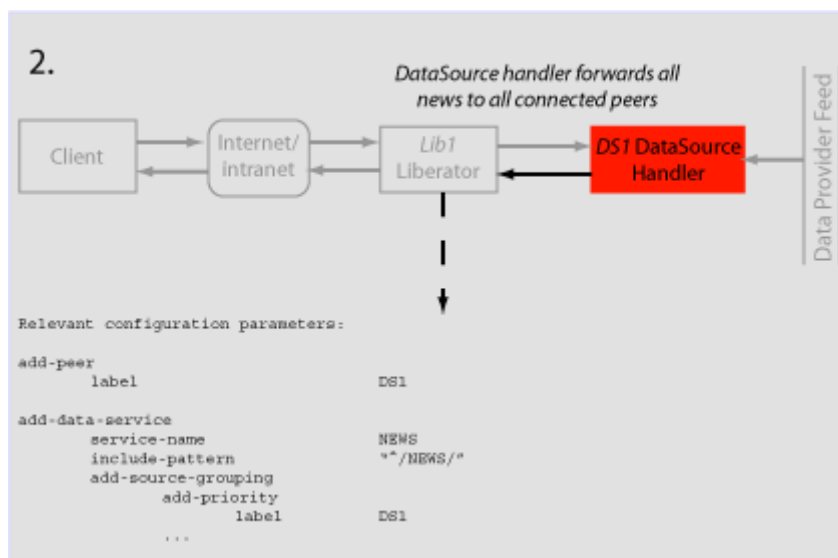 2.
DataSource handler forwards all
news to all connected peers
Client
Internet/
intranet
Lib1
Liberator
DS1 DataSource
Handler
Data Provider Feed
Relevant configuration parameters:
add-peer
label DS1
add-data-service
service-name NEWS
include-pattern "^/NEWS/"
add-source-grouping
add-priority
label DS1
...